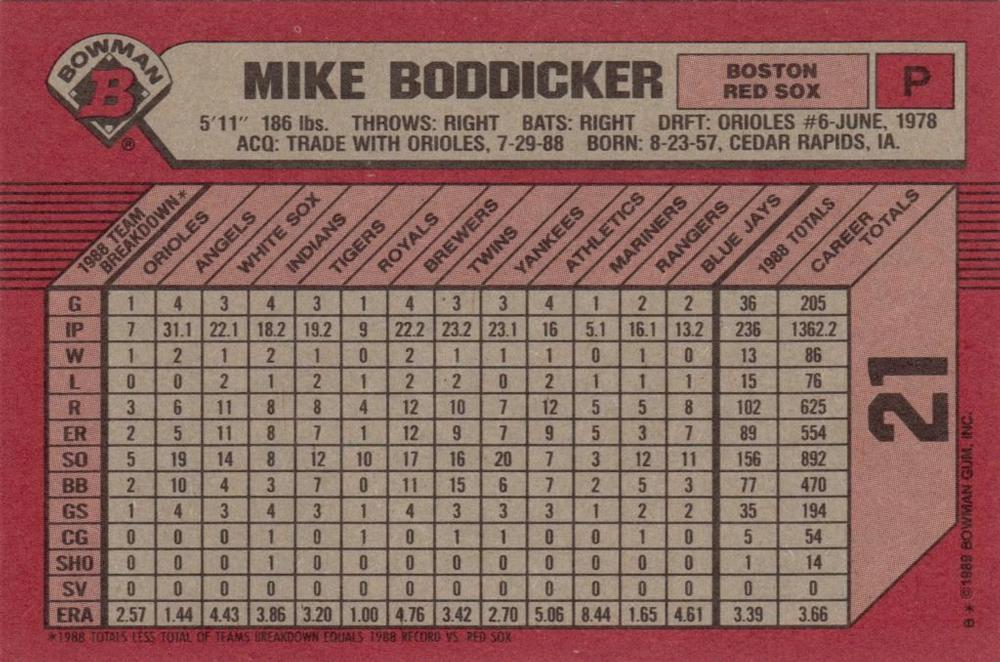 BOWMAN
B
®
MIKE BODDICKER
BOSTON
RED SOX
P
5'11" 186 lbs. THROWS: RIGHT BATS: RIGHT DRFT: ORIOLES #6-JUNE, 1978
ACQ: TRADE WITH ORIOLES, 7-29-88 BORN: 8-23-57, CEDAR RAPIDS, IA.
1988 TEAM BREAKDOWN* ORIOLES ANGELS WHITE SOX INDIANS TIGERS ROYALS BREWERS TWINS YANKEES ATHLETICS MARINERS RANGERS BLUE JAYS 1988 TOTALS CAREER TOTALS
G 1 4 3 4 3 1 4 3 3 4 1 2 2 36 205
IP 7 31.1 22.1 18.2 19.2 9 22.2 23.2 23.1 16 5.1 16.1 13.2 236 1362.2
W 1 2 1 2 1 0 2 1 1 1 0 1 0 13 86
L 0 0 2 1 2 1 2 2 0 2 1 1 1 15 76
R 3 6 11 8 8 4 12 10 7 12 5 5 8 102 625
ER 2 5 11 8 7 1 12 9 7 9 5 3 7 89 554
SO 5 19 14 8 12 10 17 16 20 7 3 12 11 156 892
BB 2 10 4 3 7 0 11 15 6 7 2 5 3 77 470
GS 1 4 3 4 3 1 4 3 3 3 1 2 2 35 194
CG 0 0 0 1 0 1 0 1 1 0 0 1 0 5 54
SHO 0 0 0 1 0 0 0 0 0 0 0 0 0 1 14
SV 0 0 0 0 0 0 0 0 0 0 0 0 0 0 0
ERA 2.57 1.44 4.43 3.86 3.20 1.00 4.76 3.42 2.70 5.06 8.44 1.65 4.61 3.39 3.66
*1988 TOTALS LESS TOTAL OF TEAMS BREAKDOWN EQUALS 1988 RECORD VS. RED SOX
21
B* ©1989 BOWMAN GUM, INC.